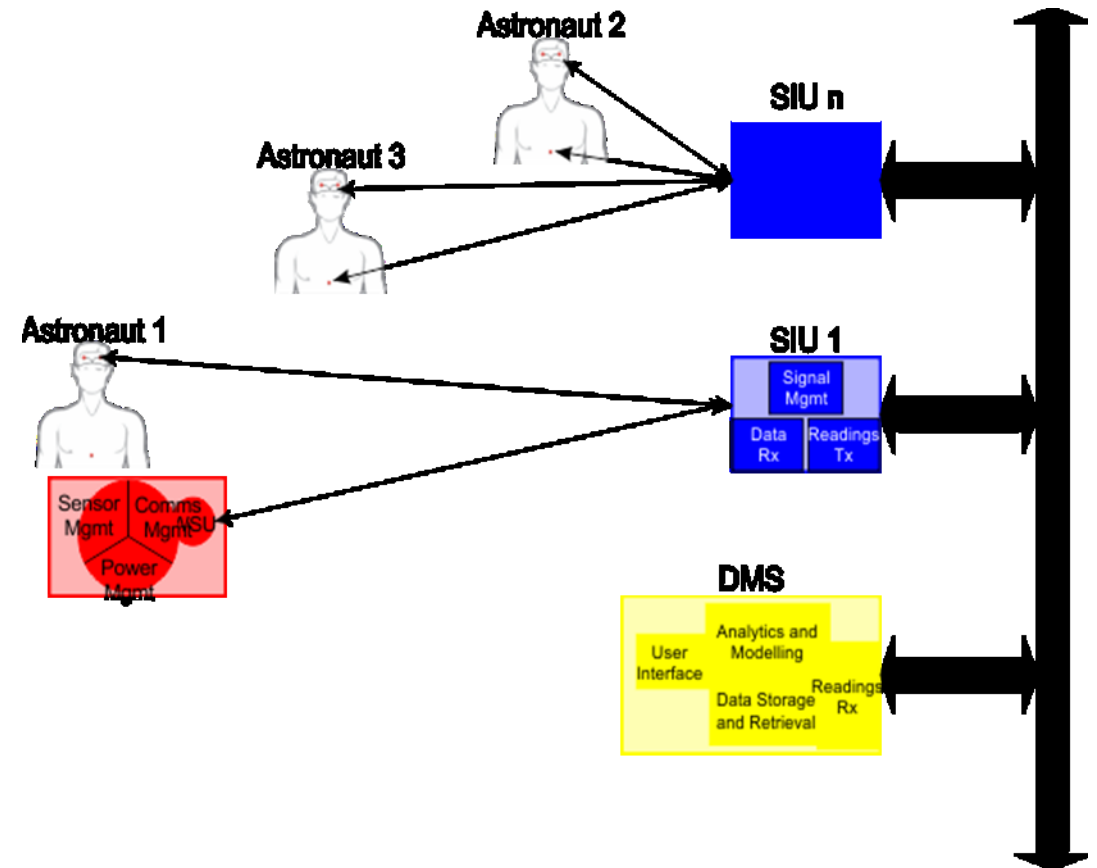 Astronaut 2
SIU n
Astronaut 3
Astronaut 1
SIU 1
Signal
Mgmt
Data
Rx
Readings
Tx
Sensor
Mgmt
Comms
Mgmt
NSU
Power
Mgmt
DMS
Analytics and
Modelling
User
Interface
Data Storage
and Retrieval
Readings
Rx